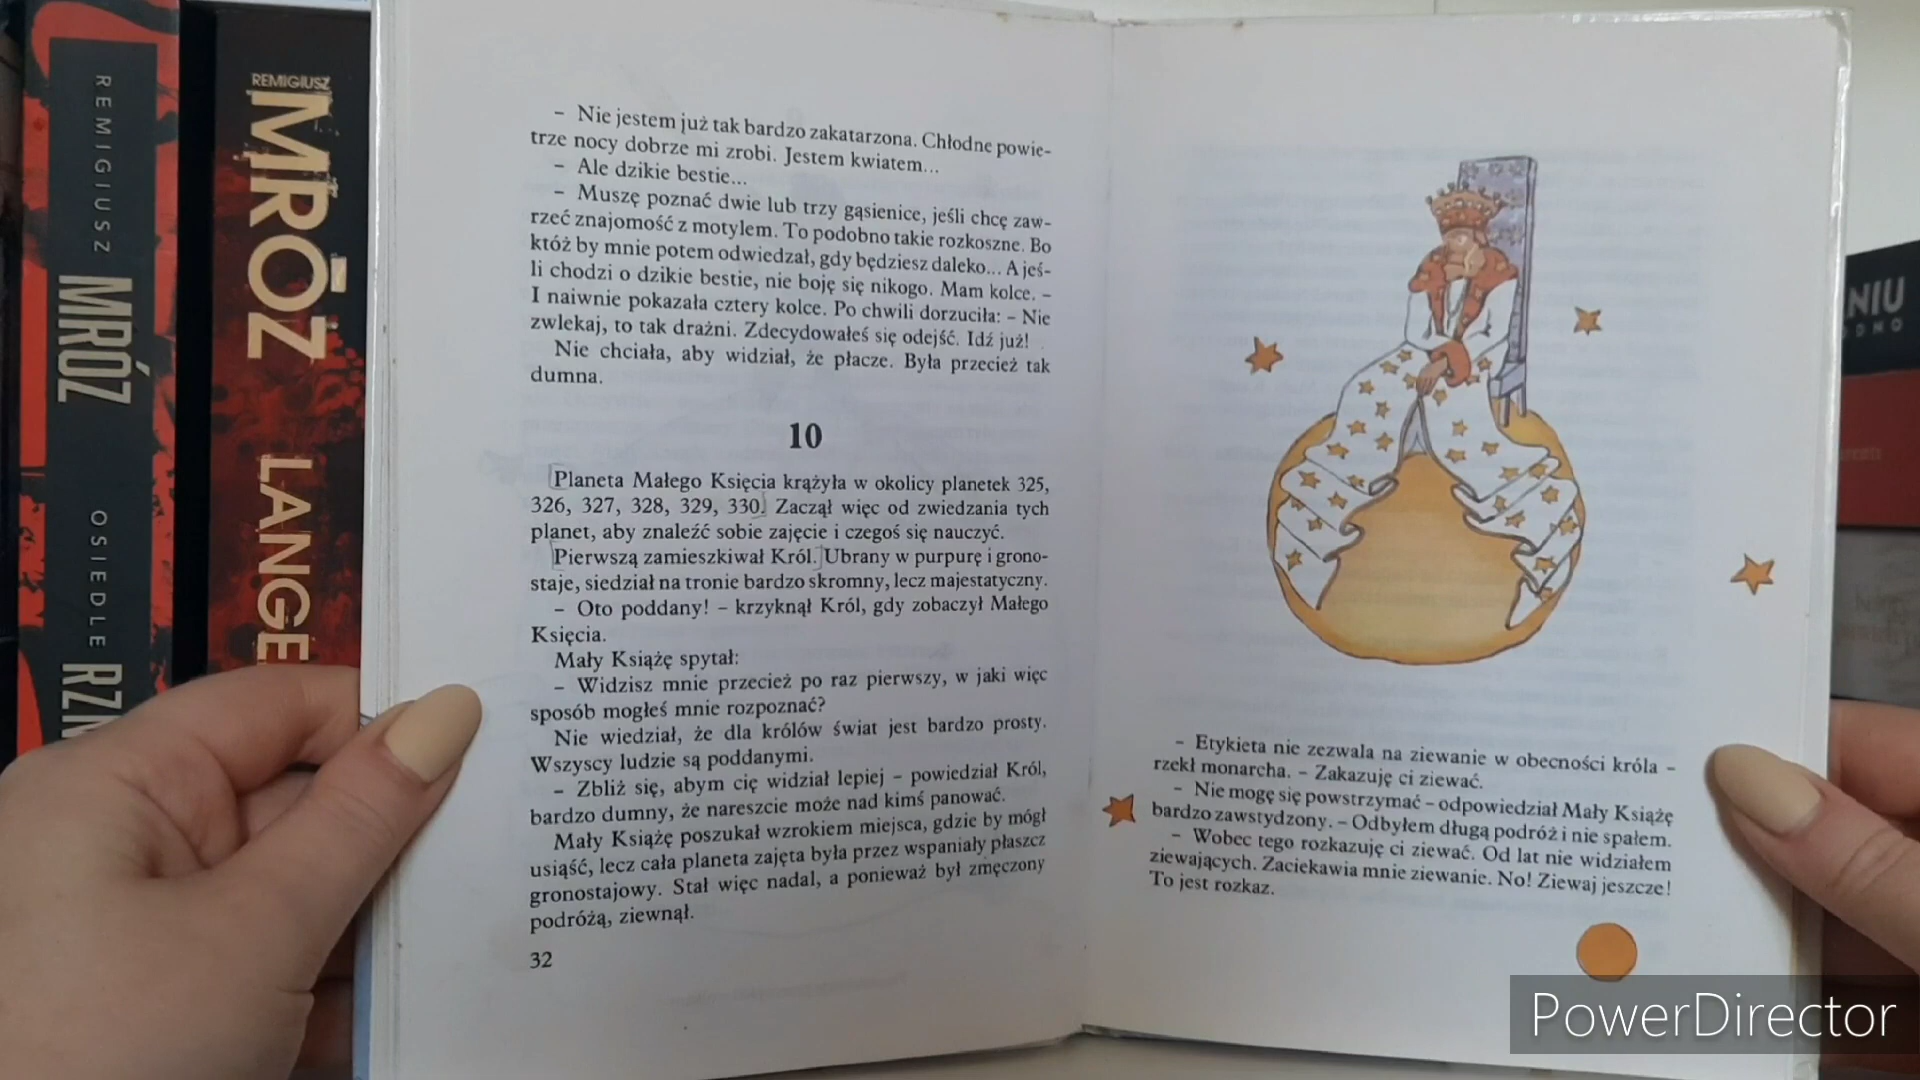 REMIGIUSZ MRÓZ OSIEDLE
REMIGIUSZ
MRÓZ
LANGE
– Nie jestem już tak bardzo zakatarzona. Chłodne powie-
trze nocy dobrze mi zrobi. Jestem kwiatem...
– Ale dzikie bestie...
– Muszę poznać dwie lub trzy gąsienice, jeśli chcę zaw-
rzeć znajomość z motylem. To podobno takie rozkoszne. Bo
któż by mnie potem odwiedzał, gdy będziesz daleko... A jeś-
li chodzi o dzikie bestie, nie boję się nikogo. Mam kolce. –
I naiwnie pokazała cztery kolce. Po chwili dorzuciła: – Nie
zwlekaj, to tak drażni. Zdecydowałeś się odejść. Idź już!
Nie chciała, aby widział, że płacze. Była przecież tak
dumna.
10
Planeta Małego Księcia krążyła w okolicy planetek 325,
326, 327, 328, 329, 330. Zaczął więc od zwiedzania tych
planet, aby znaleźć sobie zajęcie i czegoś się nauczyć.
Pierwszą zamieszkiwał Król. Ubrany w purpurę i grono-
staje, siedział na tronie bardzo skromny, lecz majestatyczny.
– Oto poddany! – krzyknął Król, gdy zobaczył Małego
Księcia.
Mały Książę spytał:
– Widzisz mnie przecież po raz pierwszy, w jaki więc
sposób mogłeś mnie rozpoznać?
Nie wiedział, że dla królów świat jest bardzo prosty.
Wszyscy ludzie są poddanymi.
– Zbliż się, abym cię widział lepiej – powiedział Król,
bardzo dumny, że nareszcie może nad kimś panować.
Mały Książę poszukał wzrokiem miejsca, gdzie by mógł
usiąść, lecz cała planeta zajęta była przez wspaniały płaszcz
gronostajowy. Stał więc nadal, a ponieważ był zmęczony
podróżą, ziewnął.
32
– Etykieta nie zezwala na ziewanie w obecności króla –
rzekł monarcha. – Zakazuję ci ziewać.
– Nie mogę się powstrzymać – odpowiedział Mały Książę
bardzo zawstydzony. – Odbyłem długą podróż i nie spałem.
– Wobec tego rozkazuję ci ziewać. Od lat nie widziałem
ziewających. Zaciekawia mnie ziewanie. No! Ziewaj jeszcze!
To jest rozkaz.
NIU
PowerDirector